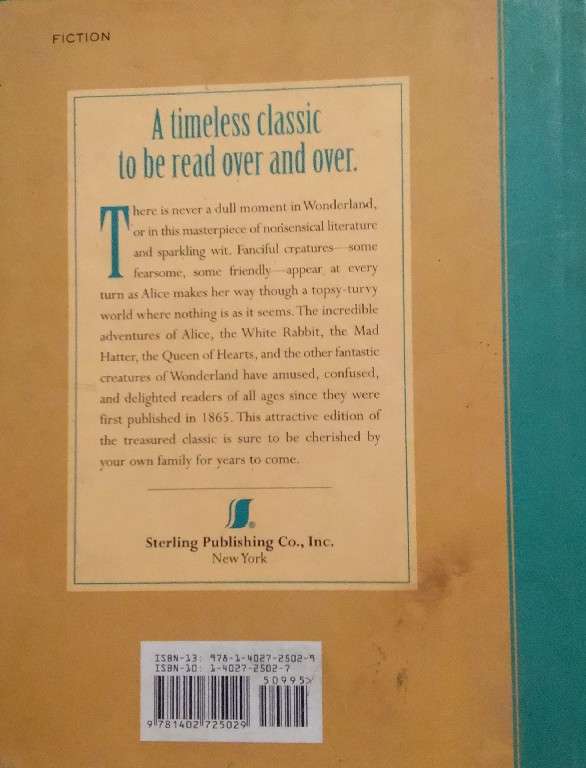 FICTION
A timeless classic
to be read over and over.
There is never a dull moment in Wonderland,
or in this masterpiece of nonsensical literature
and sparkling wit. Fanciful creatures—some
fearsome, some friendly—appear at every
turn as Alice makes her way though a topsy-turvy
world where nothing is as it seems. The incredible
adventures of Alice, the White Rabbit, the Mad
Hatter, the Queen of Hearts, and the other fantastic
creatures of Wonderland have amused, confused,
and delighted readers of all ages since they were
first published in 1865. This attractive edition of
the treasured classic is sure to be cherished by
your own family for years to come.
®
Sterling Publishing Co., Inc.
New York
ISBN-13: 978-1-4027-2502-9
ISBN-10: 1-4027-2502-7
50995>
9 781402 725029